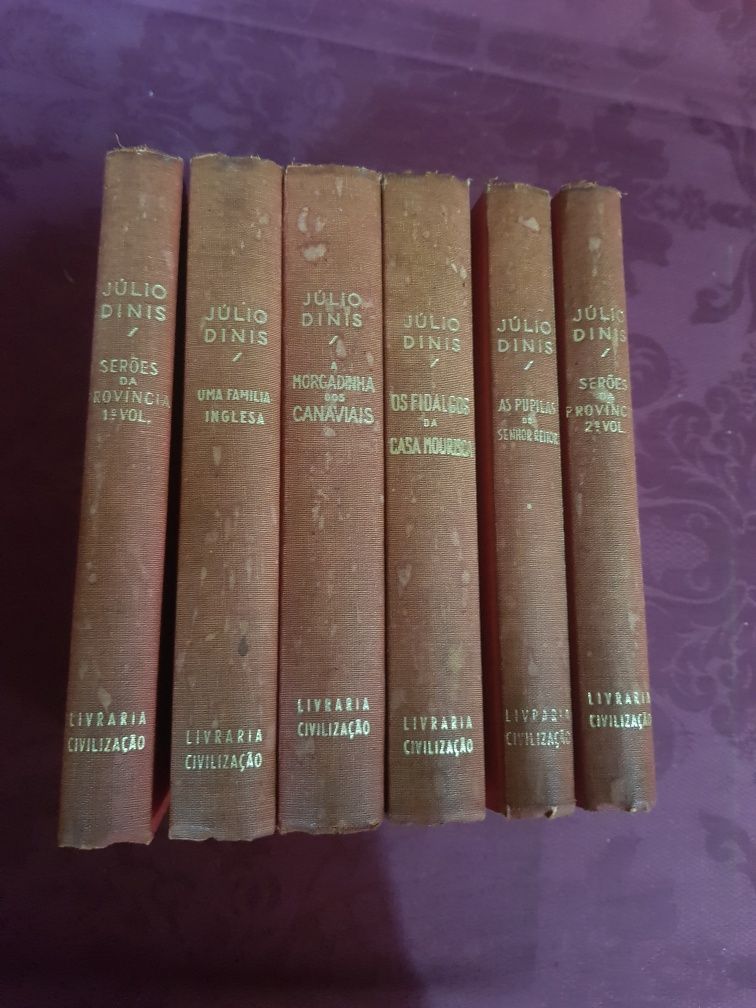 JÚLIO
DINIS
SERÕES
DA
PROVÍNCIA
1º VOL.
LIVRARIA
CIVILIZAÇÃO
JÚLIO
DINIS
UMA FAMILIA
INGLESA
LIVRARIA
CIVILIZAÇÃO
JÚLIO
DINIS
A
MORGADINHA
DOS
CANAVIAIS
LIVRARIA
CIVILIZAÇÃO
JÚLIO
DINIS
OS FIDALGOS
DA
CASA MOURISCA
LIVRARIA
CIVILIZAÇÃO
JÚLIO
DINIS
AS PUPILAS
DO
SENHOR REITOR
LIVRARIA
CIVILIZAÇÃO
JÚLIO
DINIS
SERÕES
DA
PROVINC
2º VOL.
LIVRARIA
CIVILIZAÇÃO